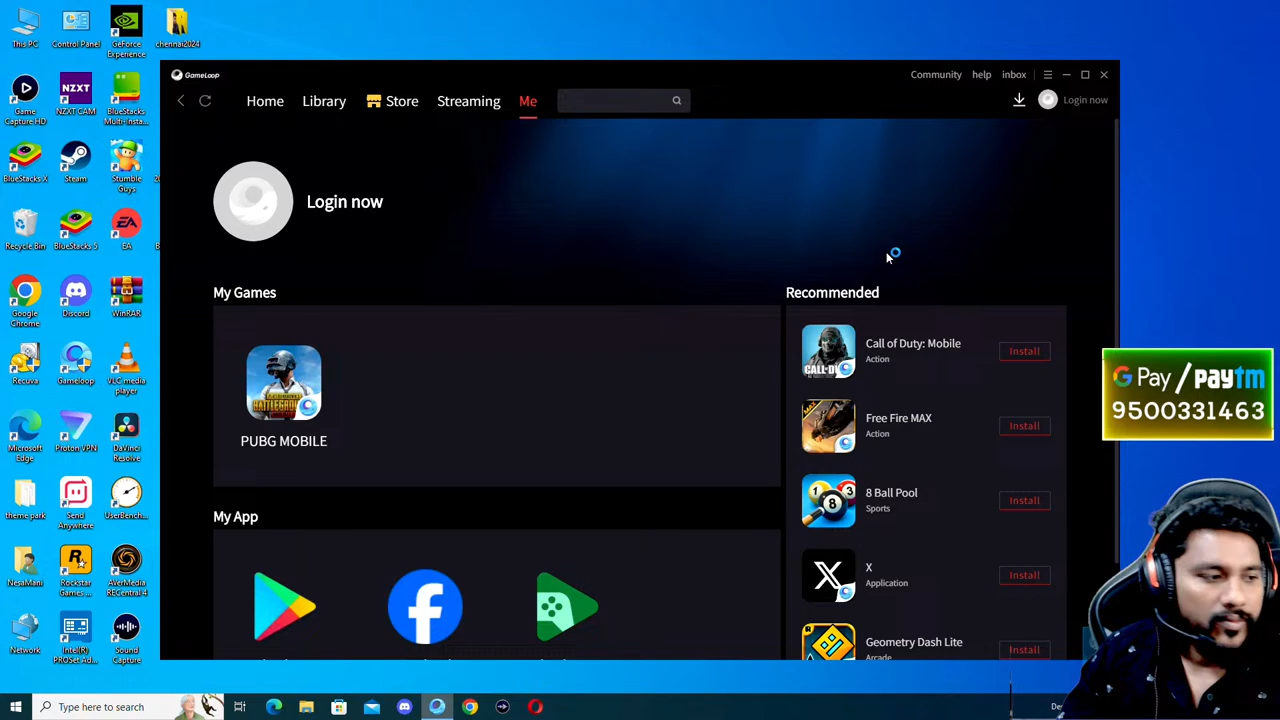 This PC
Control Panel
GeForce Experience
chennai2024
GameLoop
Community
help
inbox
Home
Library
Store
Streaming
Me
Login now
Game Capture HD
NZXT
NZXT CAM
BlueStacks Multi-Insta...
Login now
BlueStacks X
Steam
Stumble Guys
My Games
Recommended
Recycle Bin
BlueStacks 5
EA
EA
PUBG MOBILE
Call of Duty: Mobile
Action
Install
Free Fire MAX
Action
Install
8 Ball Pool
Sports
Install
X
Application
Install
Geometry Dash Lite
Arcade
Install
G Pay/paytm
9500331463
Google Chrome
Discord
WinRAR
Recuva
Gameloop
VLC media player
Microsoft Edge
Proton VPN
DaVinci Resolve
My App
theme park
Send Anywhere
UserBench...
NesaMani
Rockstar Games ...
AVerMedia RECentral 4
Network
Intel(R) PROSet Ad...
Sound Capture
Type here to search